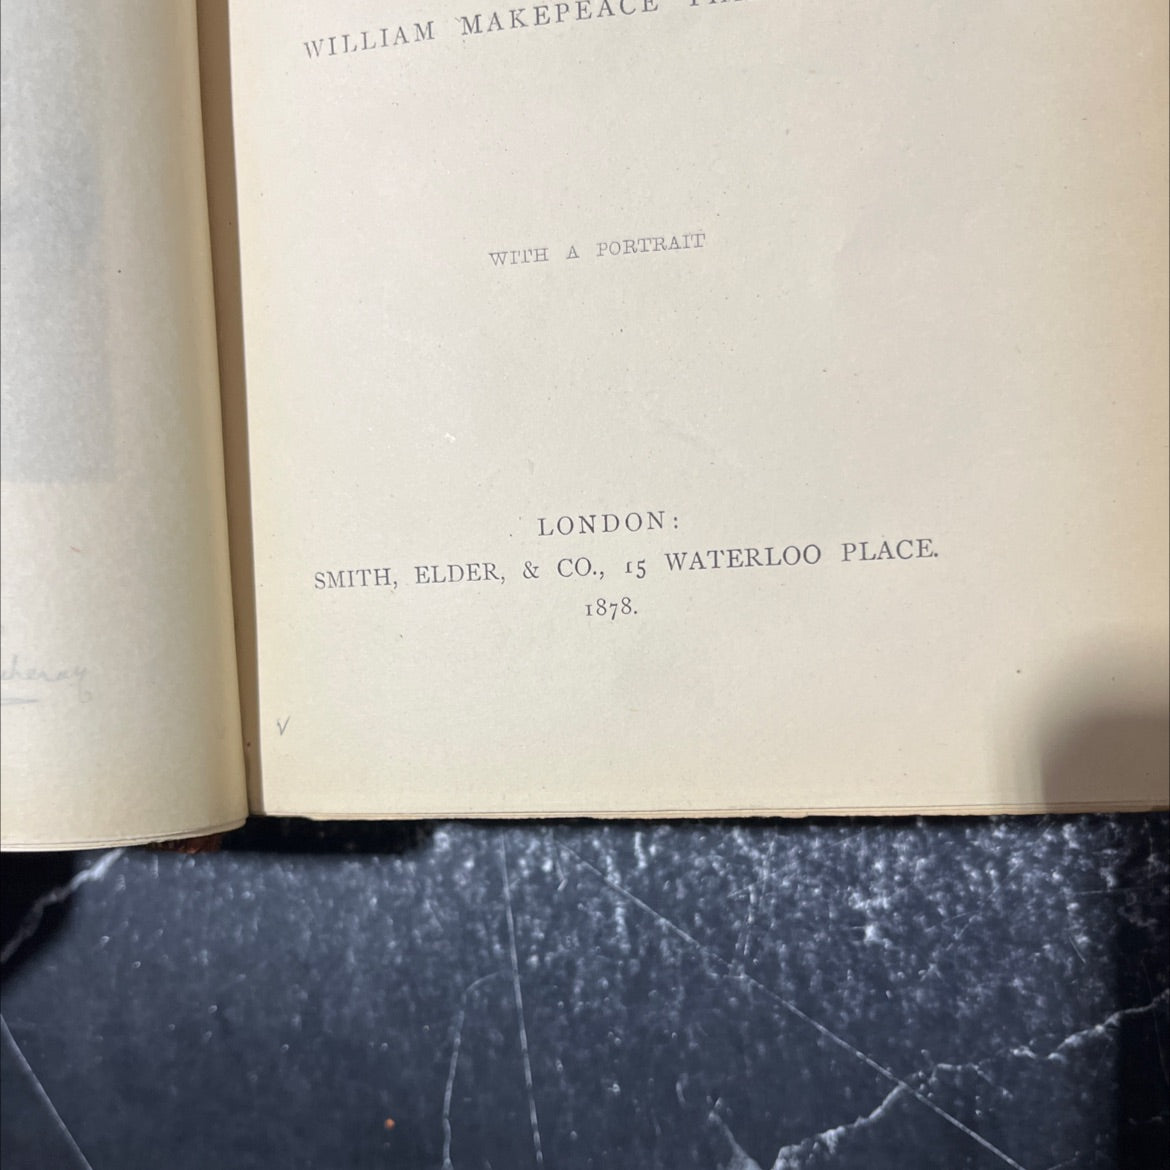 WILLIAM MAKEPEACE
WITH A PORTRAIT
LONDON:
SMITH, ELDER, & CO., 15 WATERLOO PLACE.
1878.